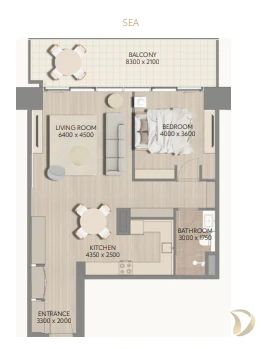 SEA
BALCONY
8300 x 2100
LIVING ROOM
6400 x 4500
BEDROOM
4000 x 3600
BATHROOM
3000 x 1750
KITCHEN
4350 x 2500
ENTRANCE
3300 x 2000